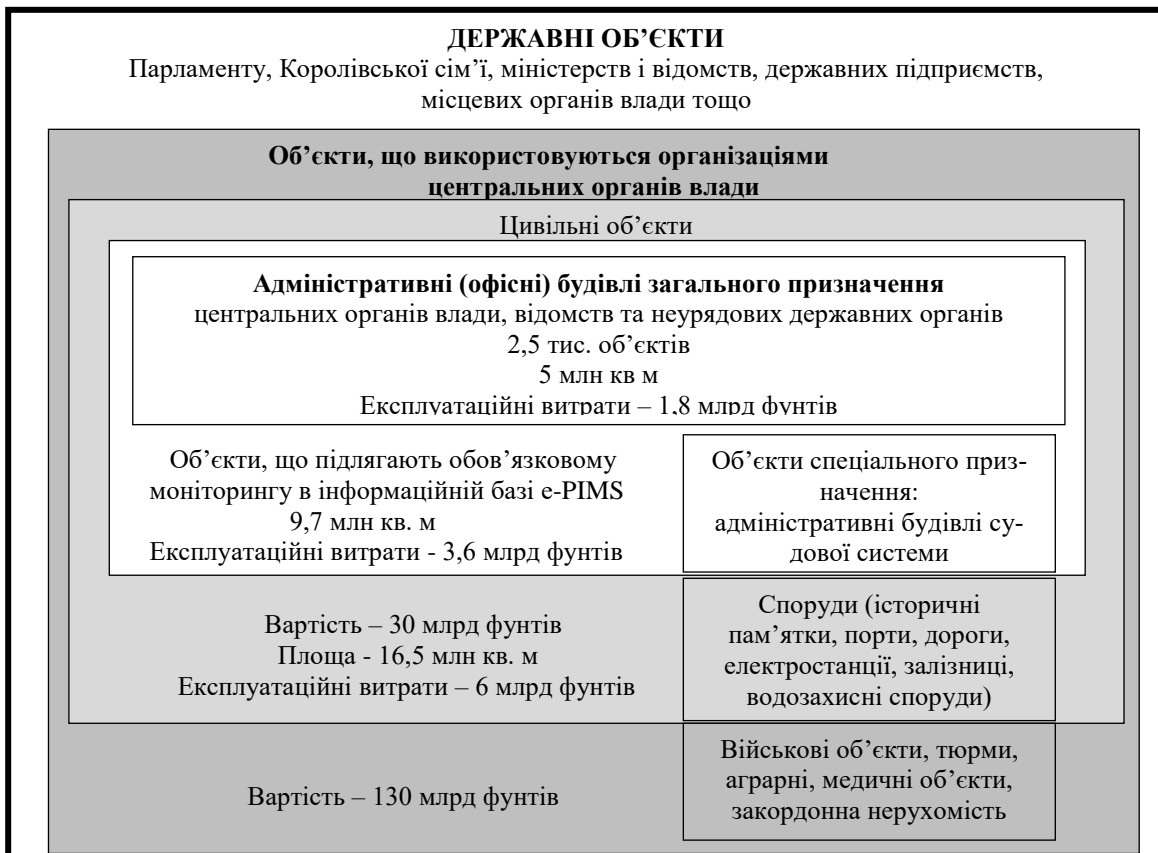 ДЕРЖАВНІ ОБ’ЄКТИ
Парламенту, Королівської сім’ї, міністерств і відомств, державних підприємств,
місцевих органів влади тощо
Об’єкти, що використовуються організаціями
центральних органів влади
Цивільні об’єкти
Адміністративні (офісні) будівлі загального призначення
центральних органів влади, відомств та неурядових державних органів
2,5 тис. об’єктів
5 млн кв м
Експлуатаційні витрати – 1,8 млрд фунтів
Об’єкти, що підлягають обов’язковому
моніторингу в інформаційній базі e-PIMS
9,7 млн кв. м
Експлуатаційні витрати - 3,6 млрд фунтів
Об’єкти спеціального приз-
начення:
адміністративні будівлі су-
дової системи
Вартість – 30 млрд фунтів
Площа - 16,5 млн кв. м
Експлуатаційні витрати – 6 млрд фунтів
Споруди (історичні
пам’ятки, порти, дороги,
електростанції, залізниці,
водозахисні споруди)
Вартість – 130 млрд фунтів
Військові об’єкти, тюрми,
аграрні, медичні об’єкти,
закордонна нерухомість